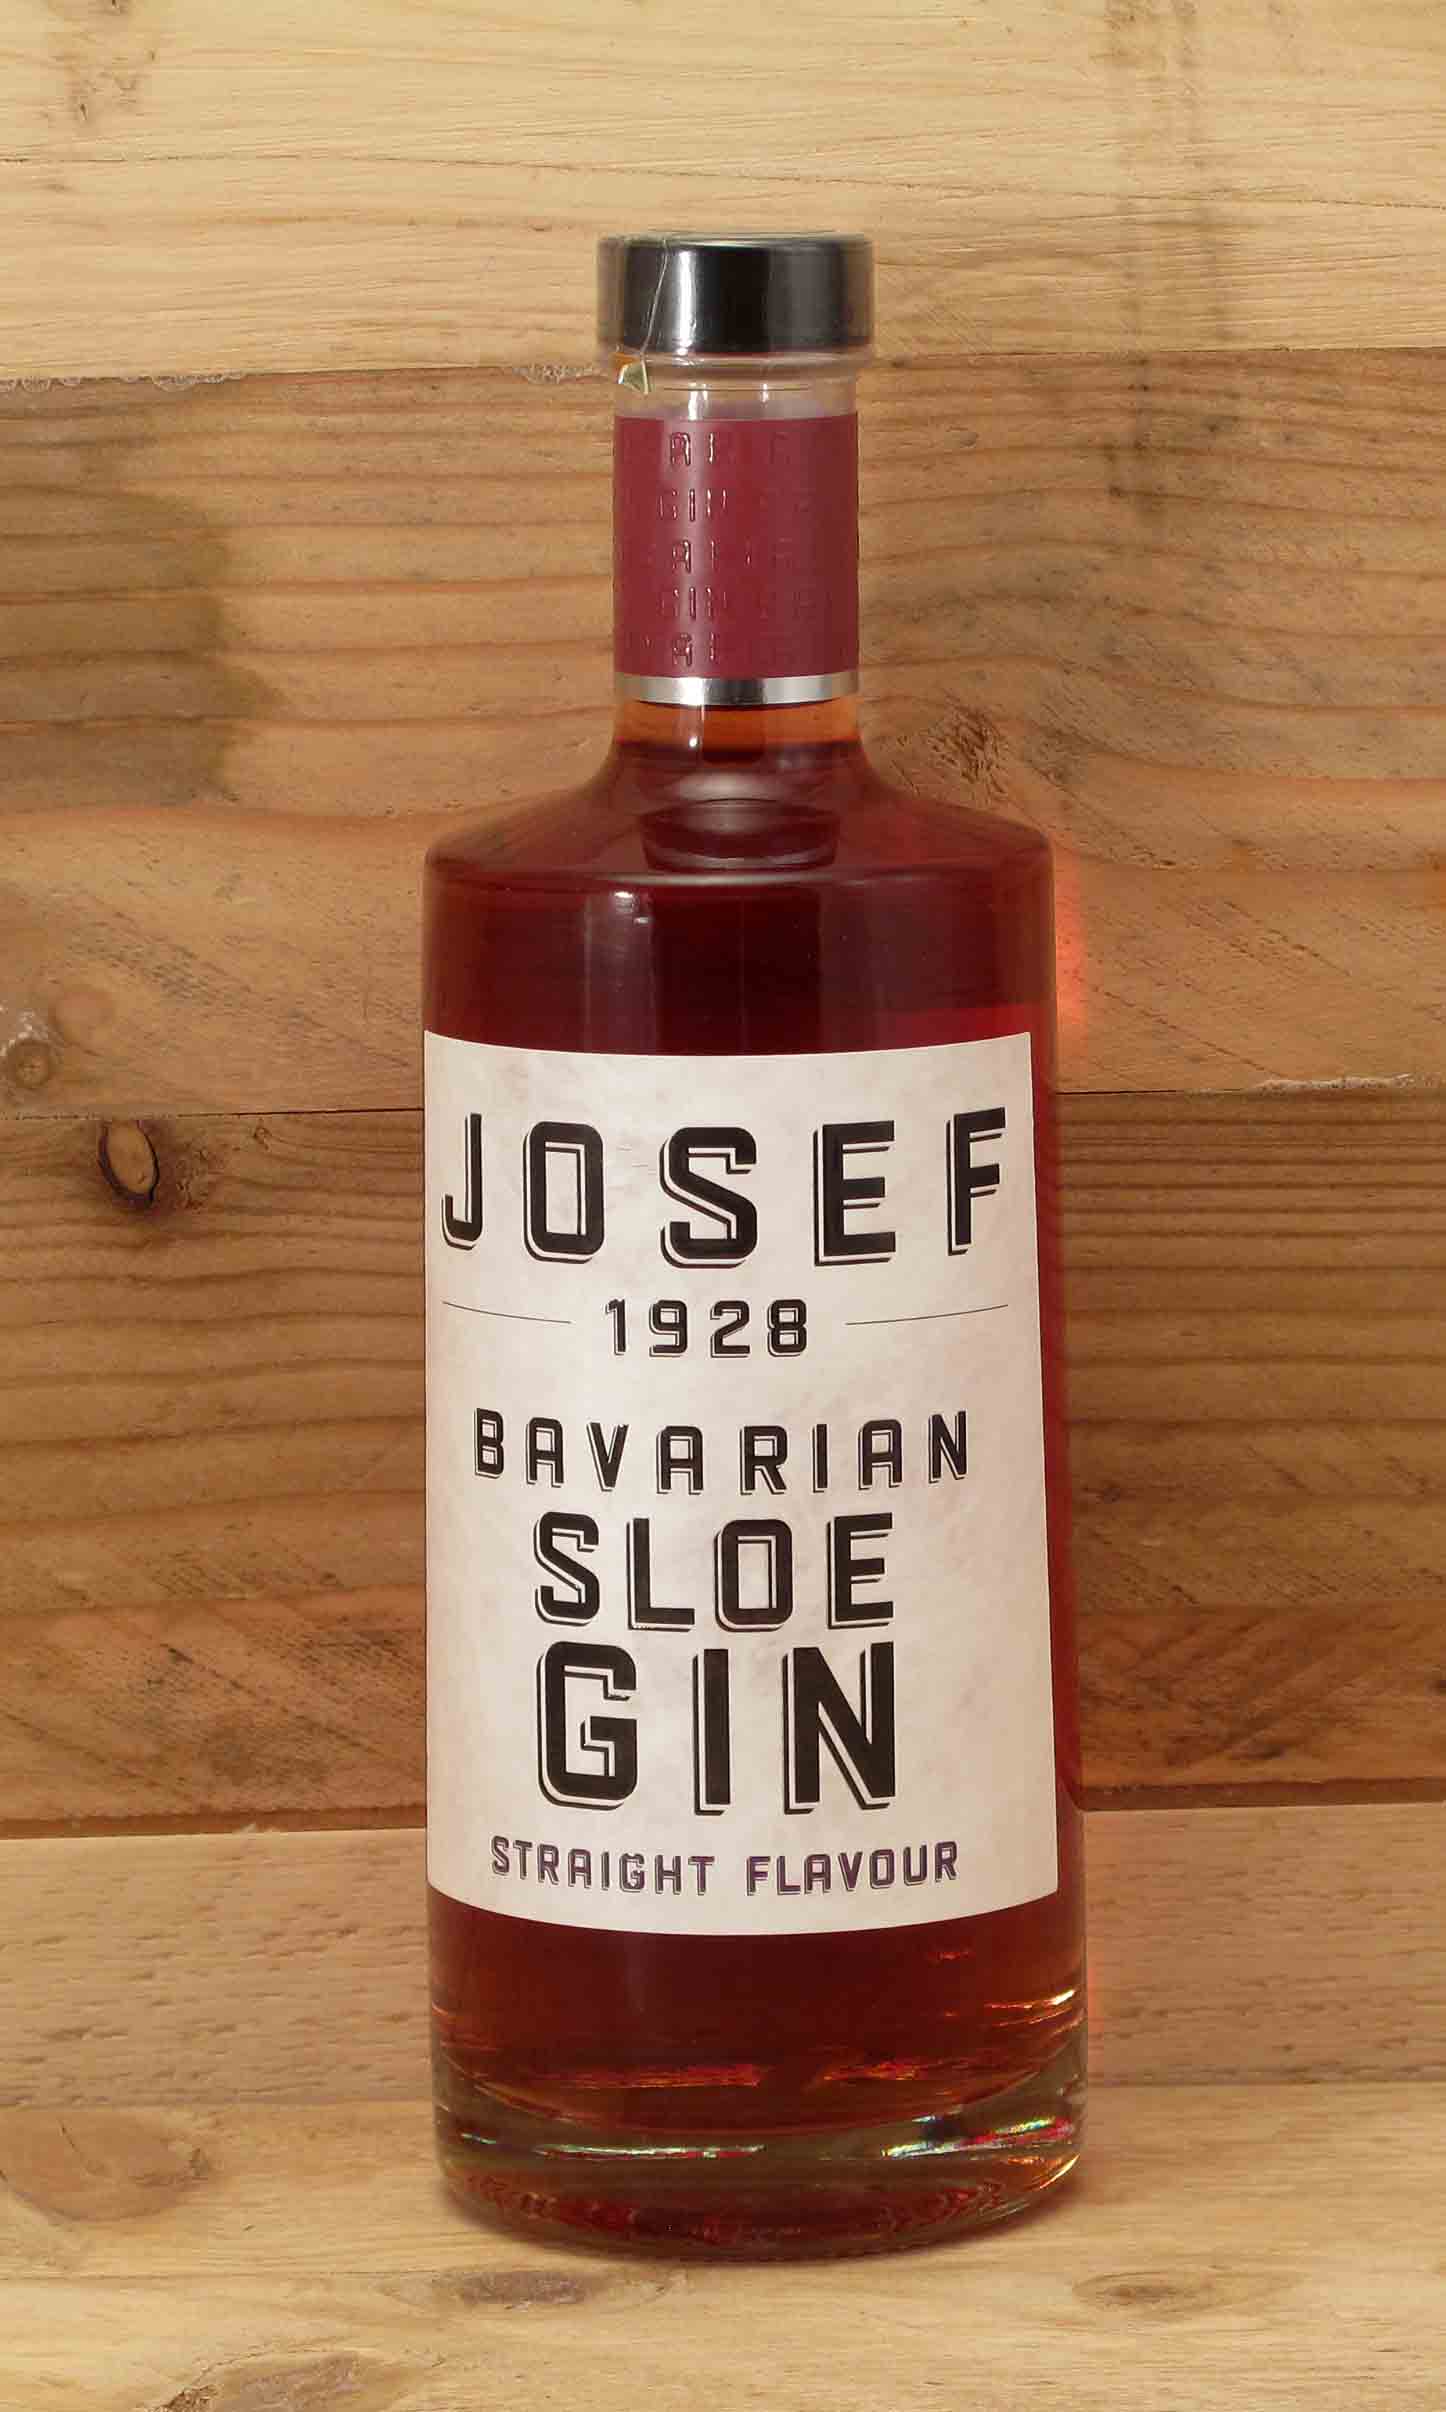 JOSEF
1928
BAVARIAN
SLOE
GIN
STRAIGHT FLAVOUR